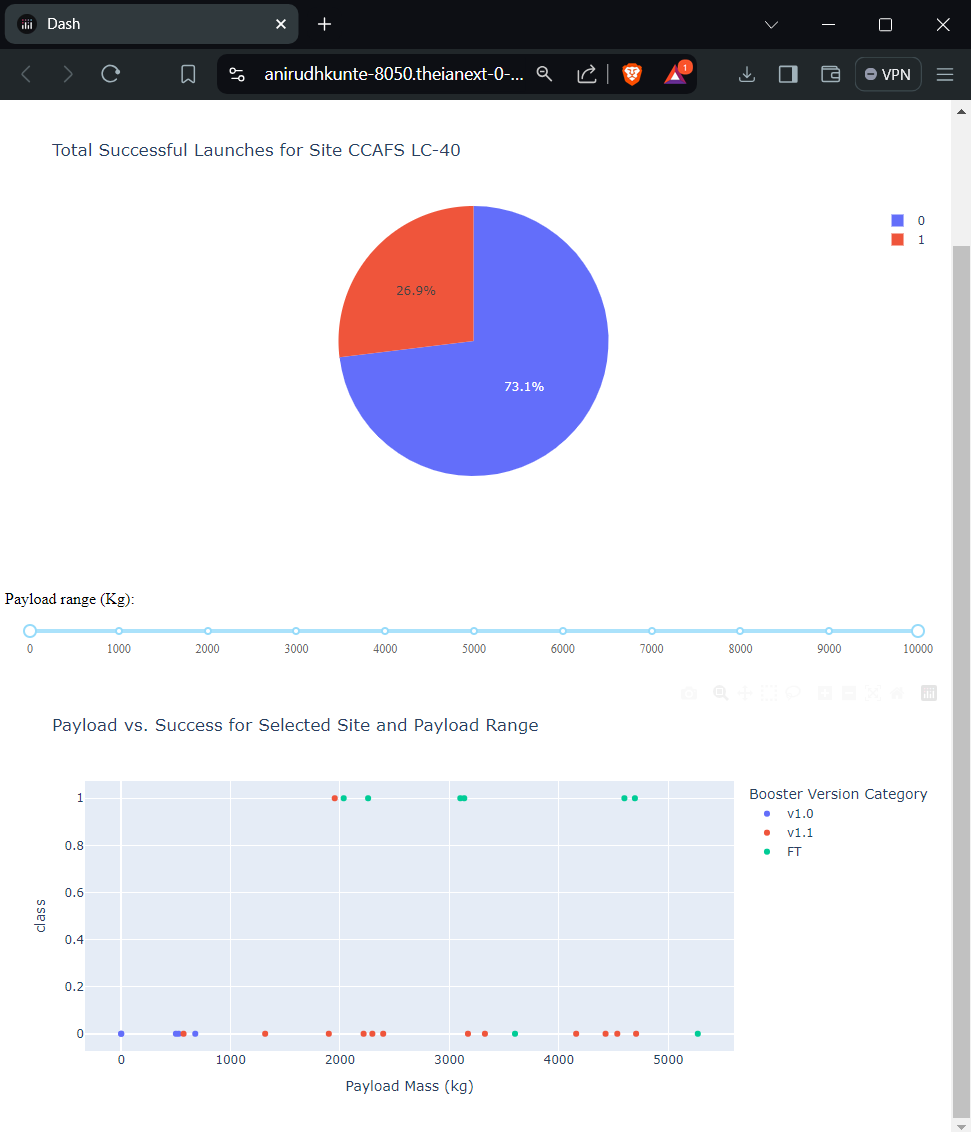 Dash
anirudhkunte-8050.theianext-0-...
1
VPN
Total Successful Launches for Site CCAFS LC-40
0
1
26.9%
73.1%
Payload range (Kg):
0 1000 2000 3000 4000 5000 6000 7000 8000 9000 10000
Payload vs. Success for Selected Site and Payload Range
Booster Version Category
v1.0
v1.1
FT
1
0.8
0.6
0.4
0.2
0
class
0 1000 2000 3000 4000 5000
Payload Mass (kg)